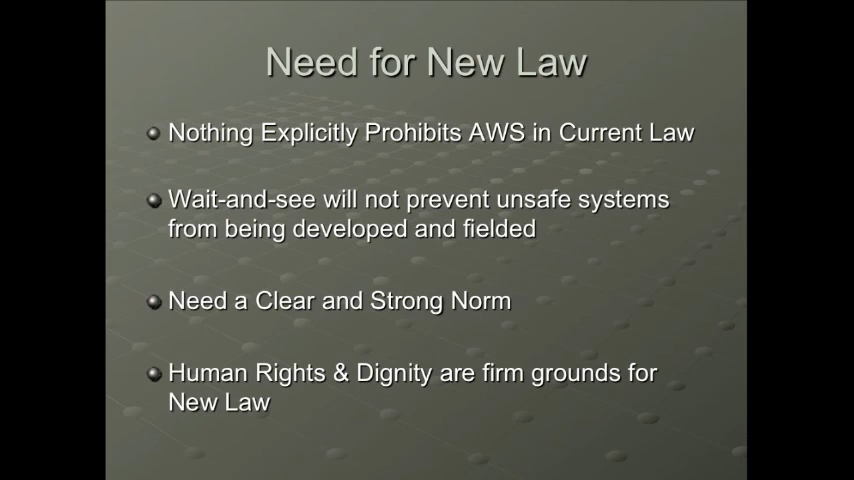 Need for New Law
Nothing Explicitly Prohibits AWS in Current Law
Wait-and-see will not prevent unsafe systems
from being developed and fielded
Need a Clear and Strong Norm
Human Rights & Dignity are firm grounds for
New Law